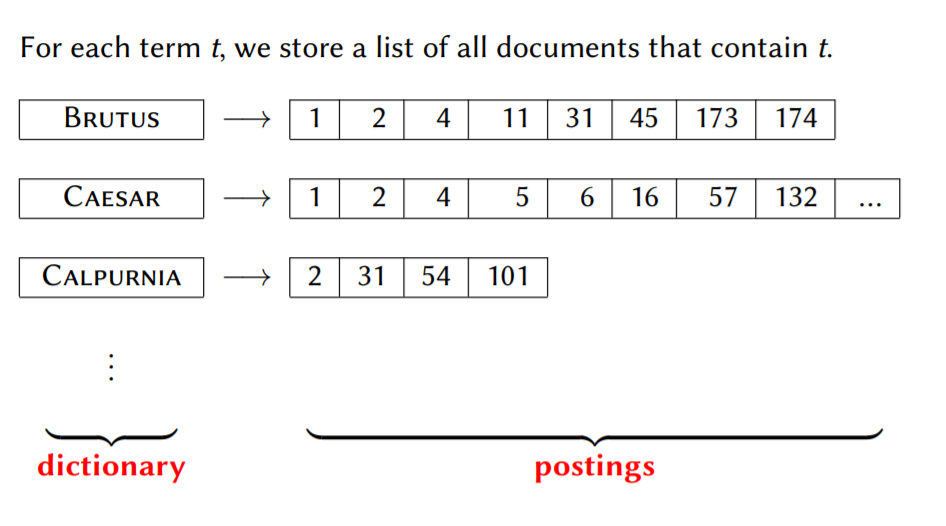 For each term t, we store a list of all documents that contain t.
BRUTUS → 1 2 4 11 31 45 173 174
CAESAR → 1 2 4 5 6 16 57 132 ...
CALPURNIA → 2 31 54 101
⋮
dictionary postings